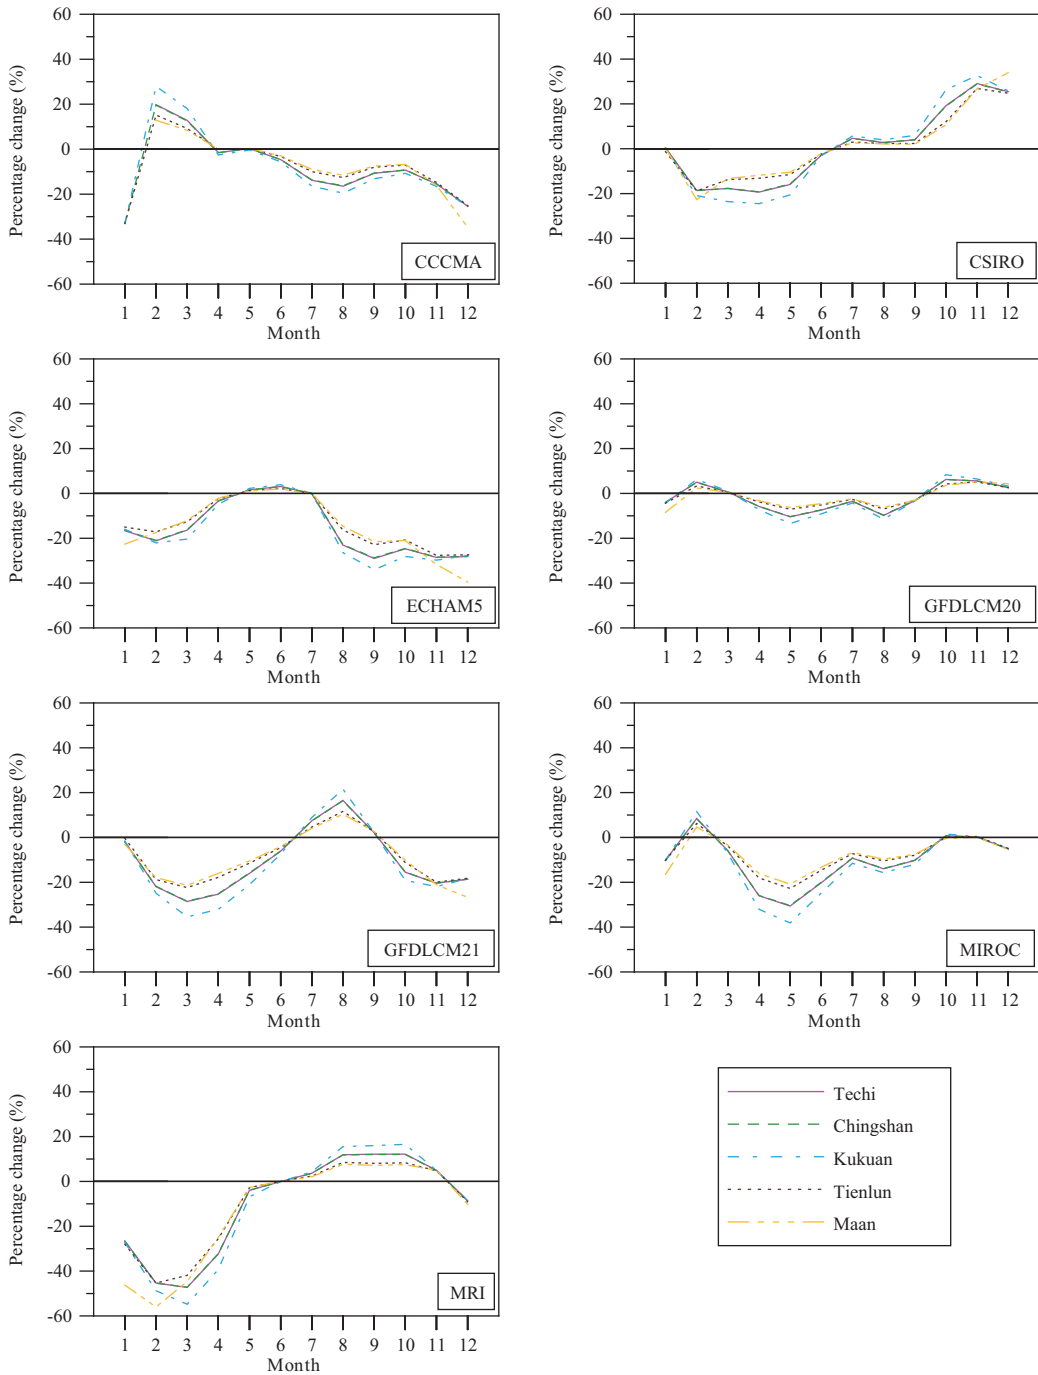 60
40
20
0
-20
-40
-60
Percentage change (%)
CCCMA
1 2 3 4 5 6 7 8 9 10 11 12
Month
60
40
20
0
-20
-40
-60
Percentage change (%)
CSIRO
1 2 3 4 5 6 7 8 9 10 11 12
Month
60
40
20
0
-20
-40
-60
Percentage change (%)
ECHAM5
1 2 3 4 5 6 7 8 9 10 11 12
Month
60
40
20
0
-20
-40
-60
Percentage change (%)
GFDLCM20
1 2 3 4 5 6 7 8 9 10 11 12
Month
60
40
20
0
-20
-40
-60
Percentage change (%)
GFDLCM21
1 2 3 4 5 6 7 8 9 10 11 12
Month
60
40
20
0
-20
-40
-60
Percentage change (%)
MIROC
1 2 3 4 5 6 7 8 9 10 11 12
Month
60
40
20
0
-20
-40
-60
Percentage change (%)
MRI
1 2 3 4 5 6 7 8 9 10 11 12
Month
Techi
Chingshan
Kukuan
Tienlun
Maan